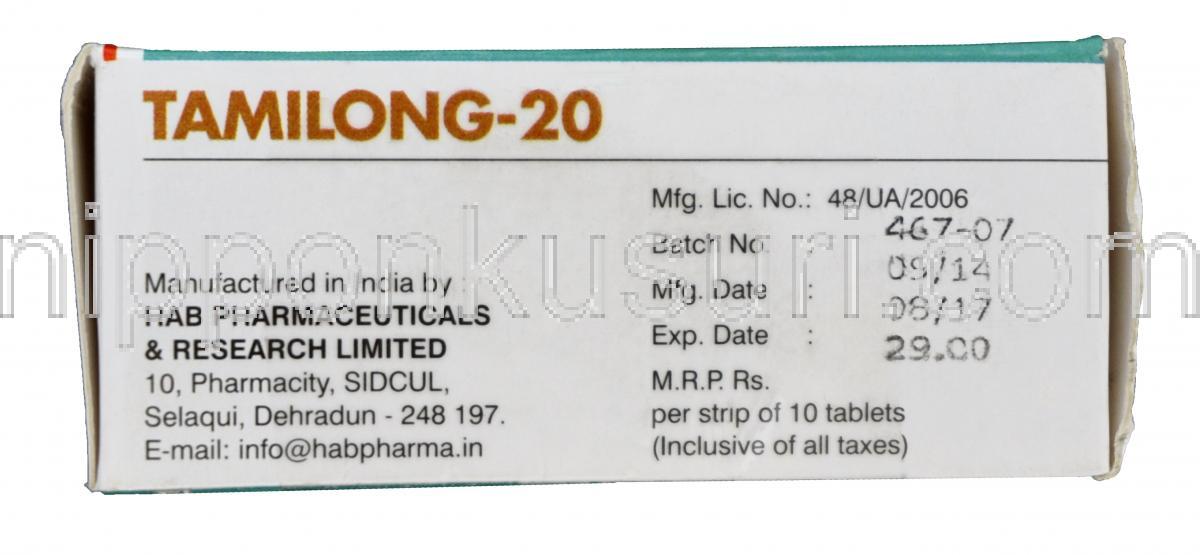 TAMILONG-20
Mfg. Lic. No.: 48/UA/2006
Batch No: 467-07
Mfg. Date : 09/14
Exp. Date : 08/17
M.R.P. Rs. 29.00
per strip of 10 tablets
(Inclusive of all taxes)
Manufactured in India by :
HAB PHARMACEUTICALS
& RESEARCH LIMITED
10, Pharmacity, SIDCUL,
Selaqui, Dehradun - 248 197.
E-mail: info@habpharma.in
nipponkusuri.com